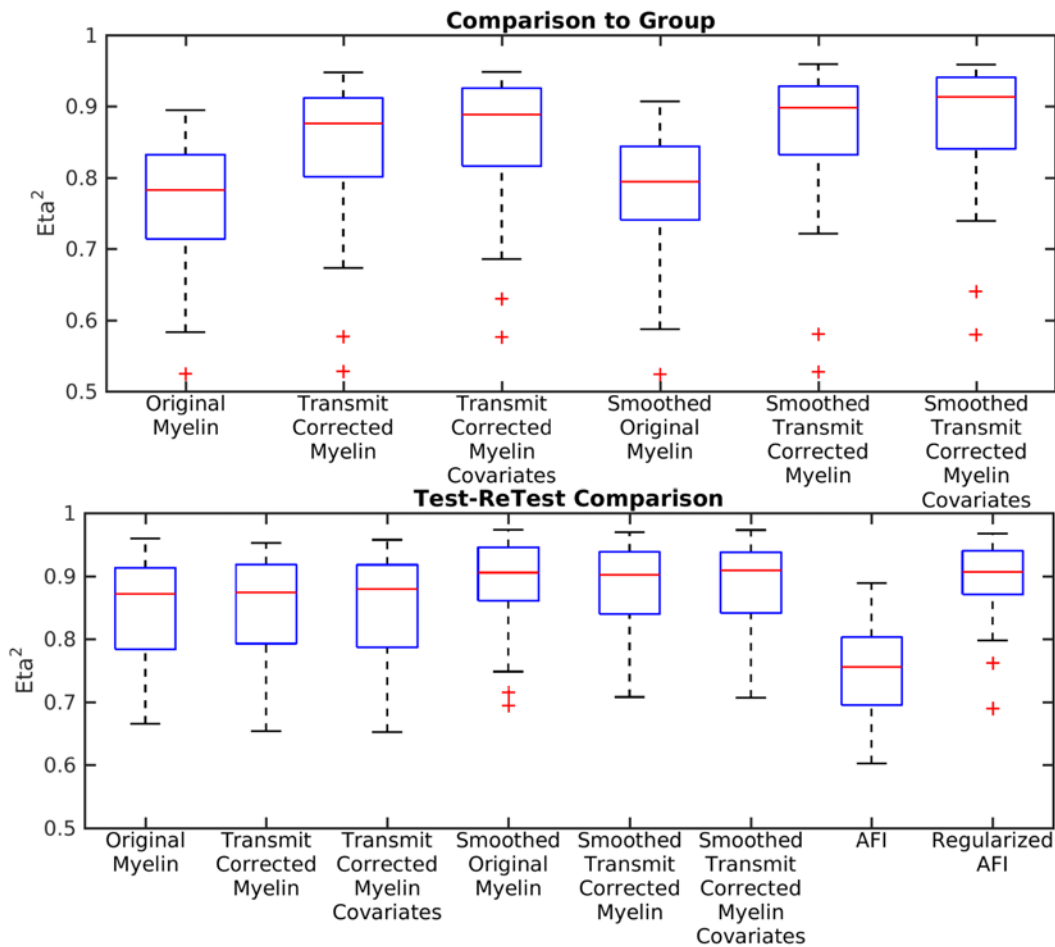 Comparison to Group
1
0.9
0.8
0.7
0.6
0.5
Eta²
Original
Myelin
Transmit
Corrected
Myelin
Transmit
Corrected
Myelin
Covariates
Smoothed
Original
Myelin
Smoothed
Transmit
Corrected
Myelin
Smoothed
Transmit
Corrected
Myelin
Covariates
Test-ReTest Comparison
1
0.9
0.8
0.7
0.6
0.5
Eta²
Original
Myelin
Transmit
Corrected
Myelin
Transmit
Corrected
Myelin
Covariates
Smoothed
Original
Myelin
Smoothed
Transmit
Corrected
Myelin
Smoothed
Transmit
Corrected
Myelin
Covariates
AFI
Regularized
AFI